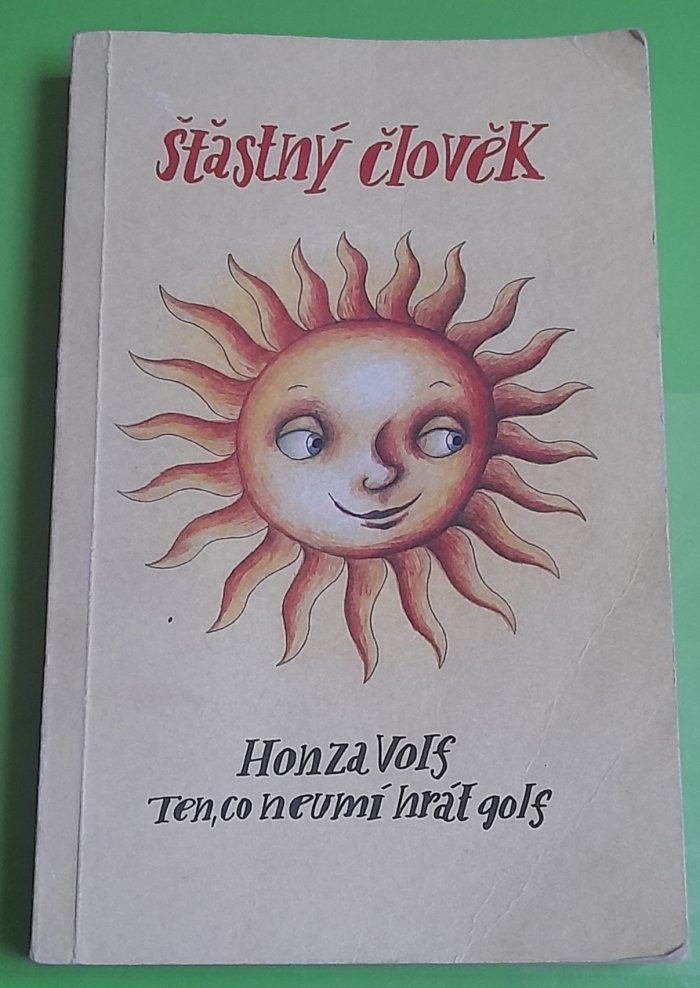 šťastný člověk
Honza Volf
Ten, co neumí hrát golf